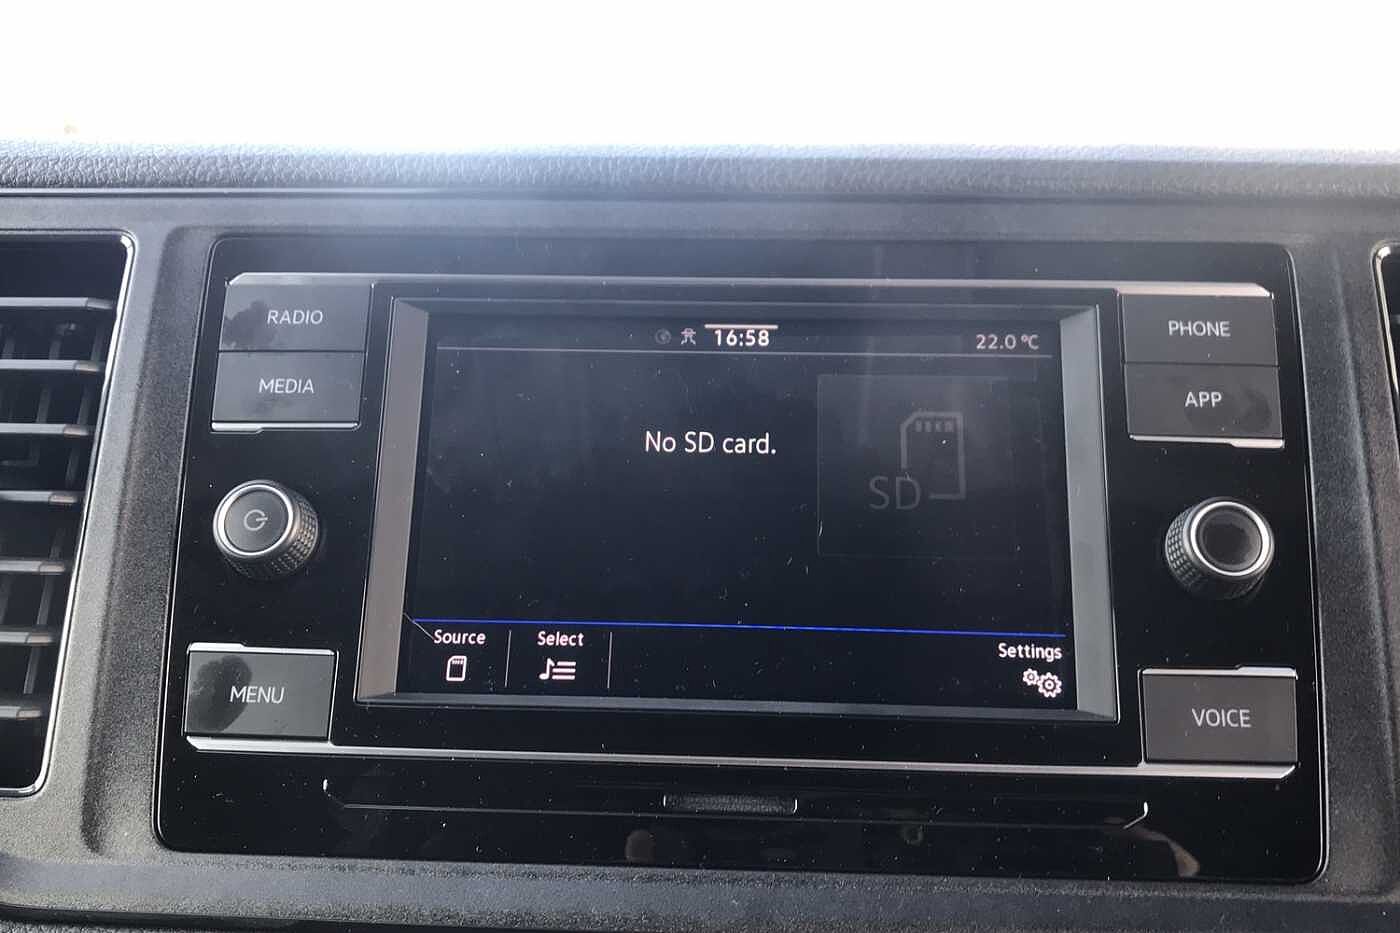 RADIO
MEDIA
MENU
16:58
22.0 °C
No SD card.
SD
Source
Select
Settings
PHONE
APP
VOICE